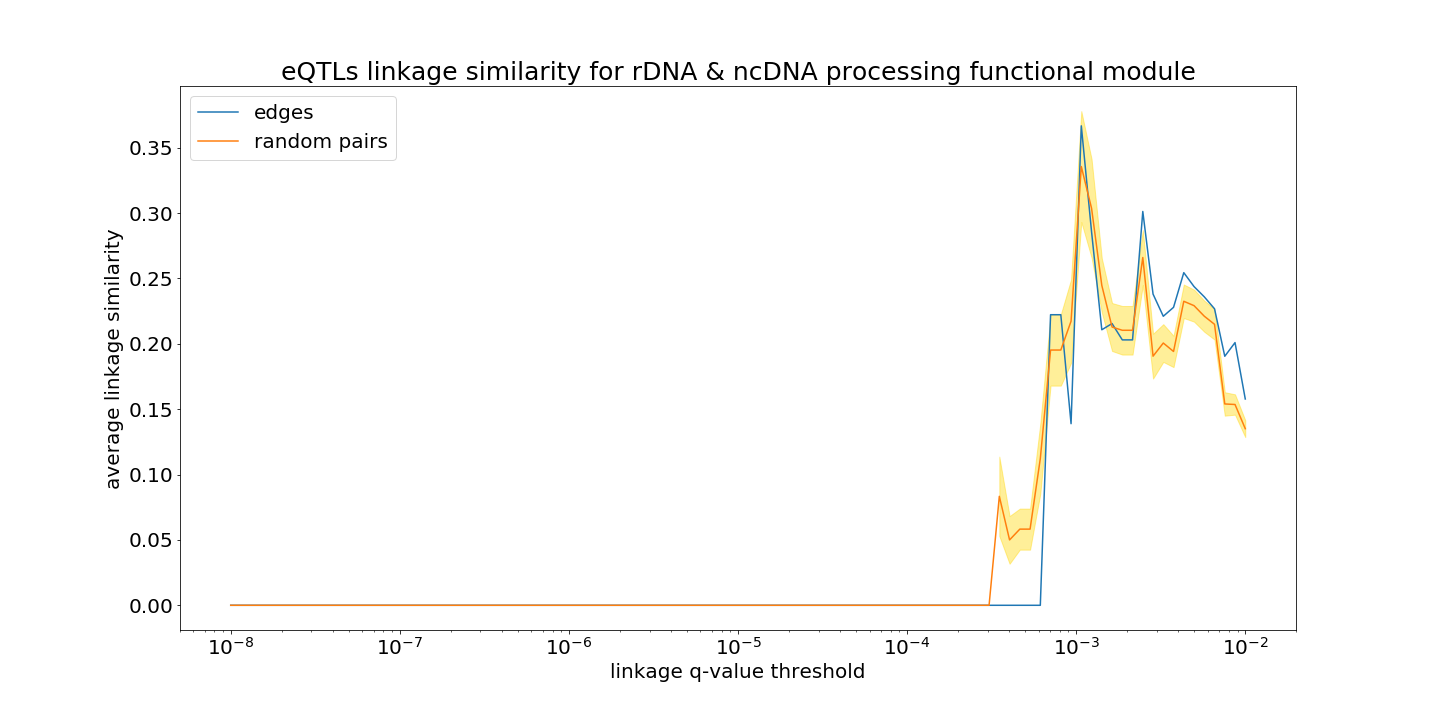 eQTLs linkage similarity for rDNA & ncDNA processing functional module
edges
random pairs
average linkage similarity
0.35
0.30
0.25
0.20
0.15
0.10
0.05
0.00
10⁻⁸ 10⁻⁷ 10⁻⁶ 10⁻⁵ 10⁻⁴ 10⁻³ 10⁻²
linkage q-value threshold